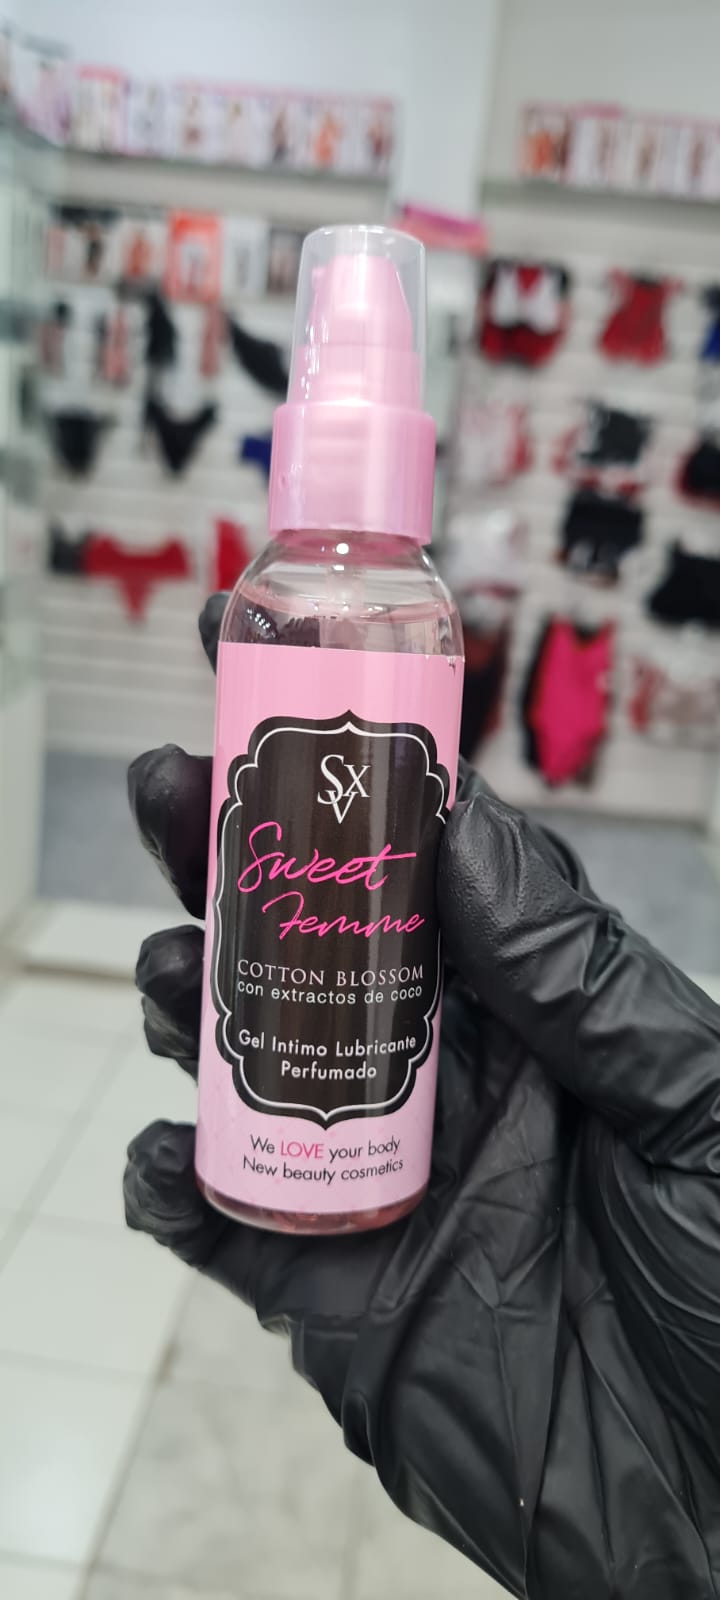 SXV
Sweet
Femme
COTTON BLOSSOM
con extractos de coco
Gel Intimo Lubricante
Perfumado
We LOVE your body
New beauty cosmetics